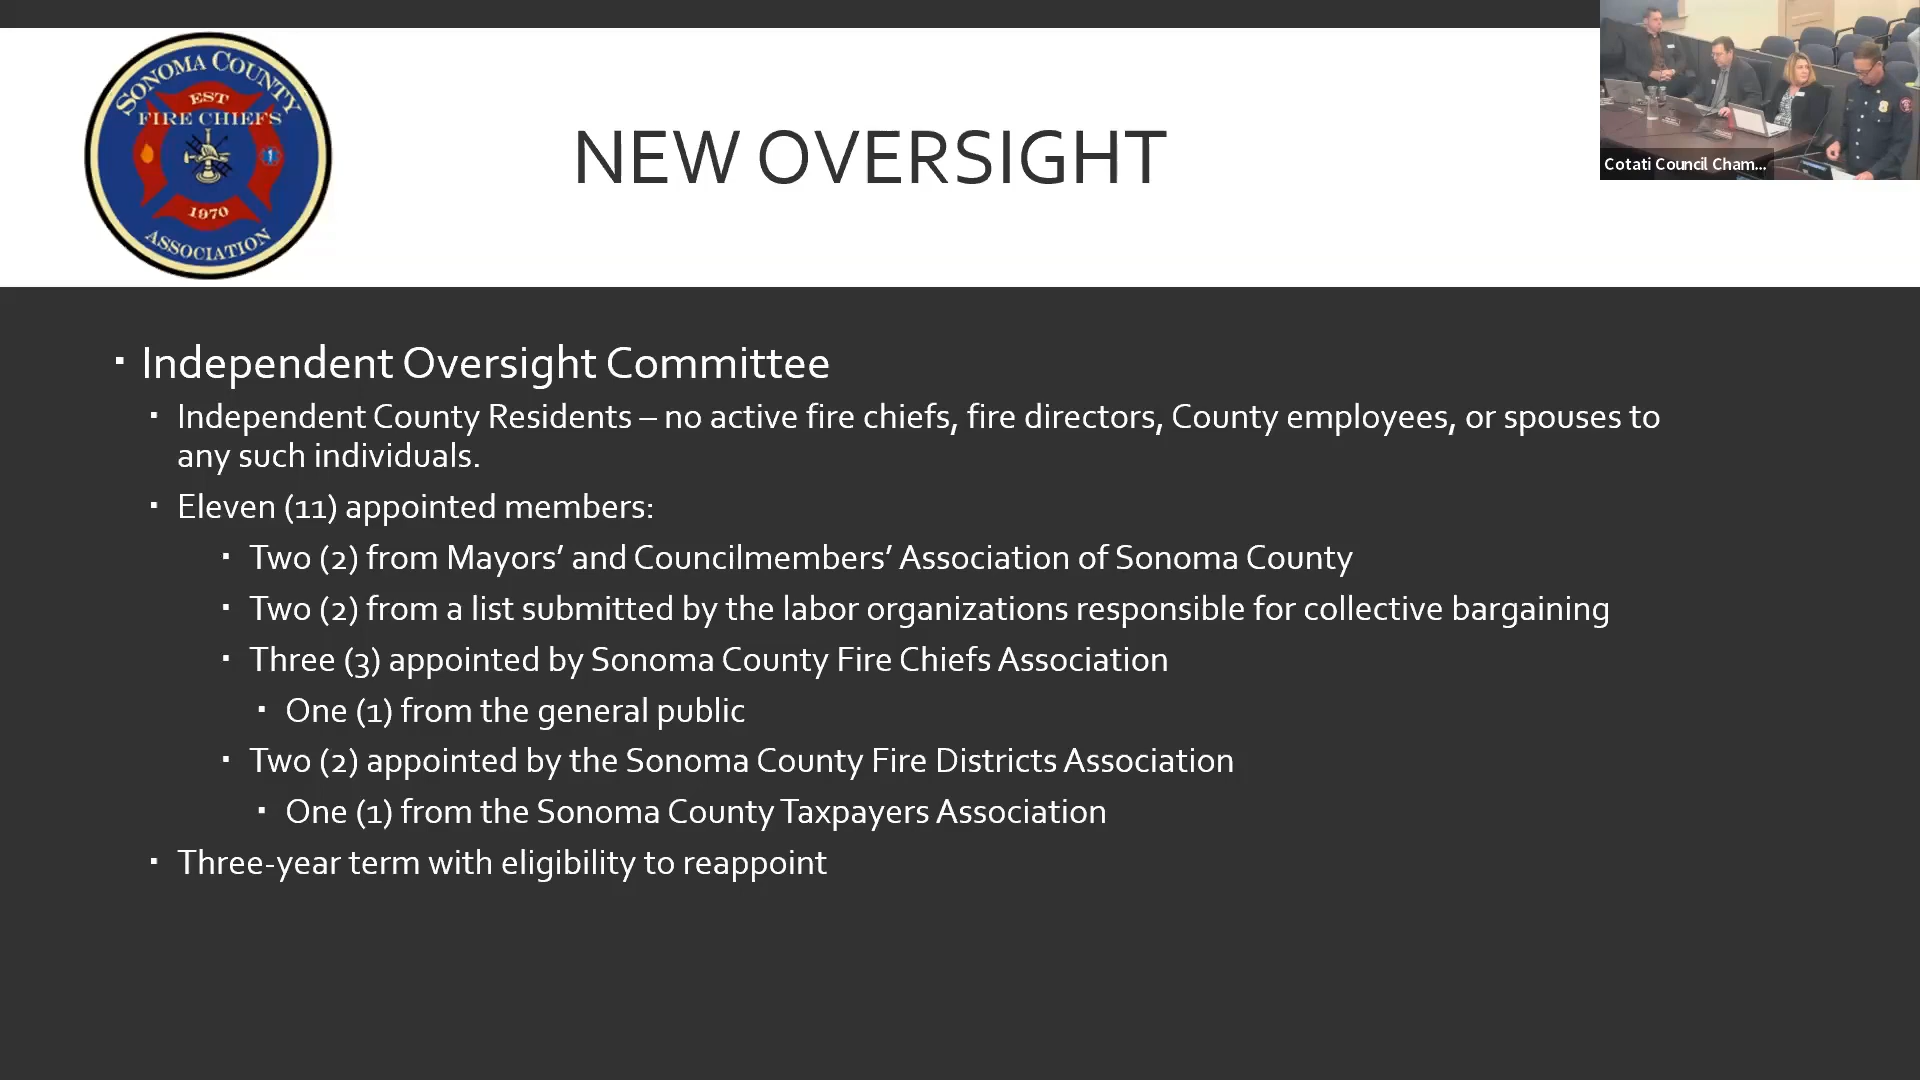 SONOMA COUNTY
EST
FIRE CHIEFS
1970
ASSOCIATION
NEW OVERSIGHT
Cotati Council Cham...
▪ Independent Oversight Committee
▪ Independent County Residents – no active fire chiefs, fire directors, County employees, or spouses to
any such individuals.
▪ Eleven (11) appointed members:
▪ Two (2) from Mayors’ and Councilmembers’ Association of Sonoma County
▪ Two (2) from a list submitted by the labor organizations responsible for collective bargaining
▪ Three (3) appointed by Sonoma County Fire Chiefs Association
▪ One (1) from the general public
▪ Two (2) appointed by the Sonoma County Fire Districts Association
▪ One (1) from the Sonoma County Taxpayers Association
▪ Three-year term with eligibility to reappoint